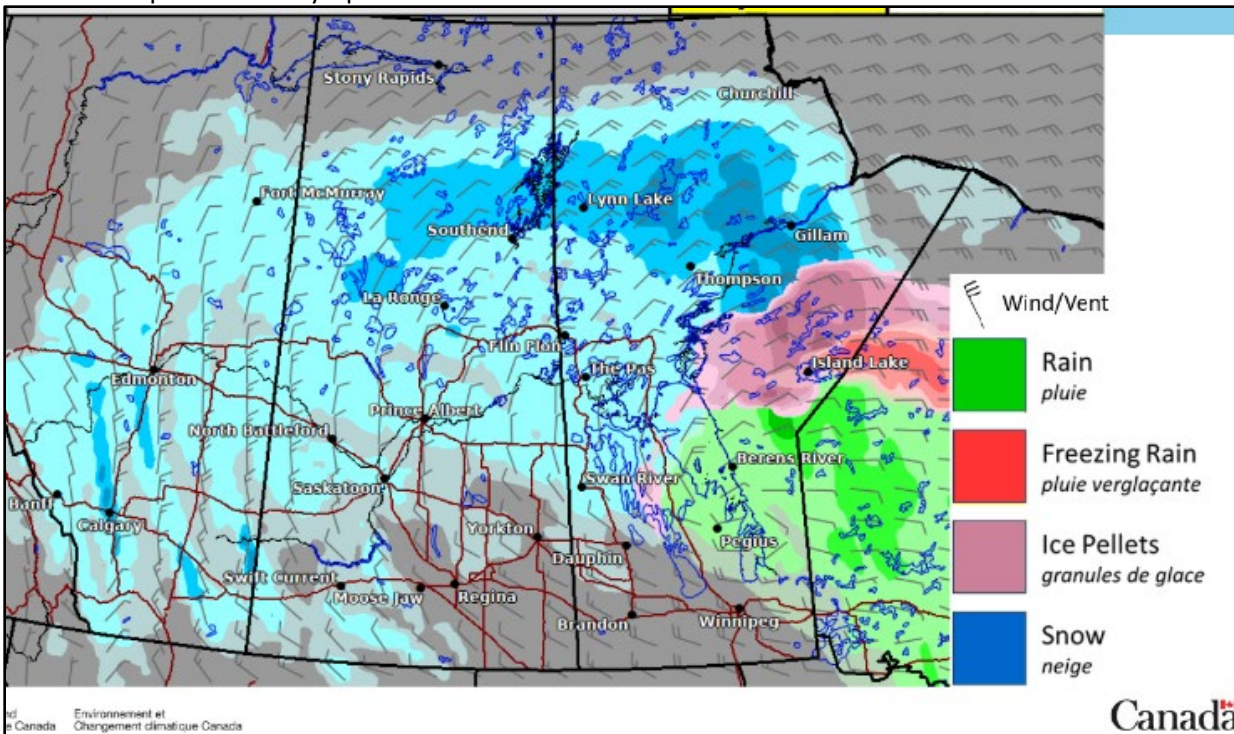 Stony Rapids
Churchill
Fort McMurray
Lynn Lake
Southend
Gillam
Thompson
La Ronge
Wind/Vent
Flin Flon
Island Lake
Rain
pluie
The Pas
Edmonton
Prince Albert
North Battleford
Berens River
Freezing Rain
pluie verglaçante
Swan River
Saskatoon
Banff
Calgary
Yorkton
Pegius
Ice Pellets
granules de glace
Dauphin
Swift Current
Moose Jaw
Regina
Brandon
Winnipeg
Snow
neige
Environnement et
Canada Changement climatique Canada
Canada